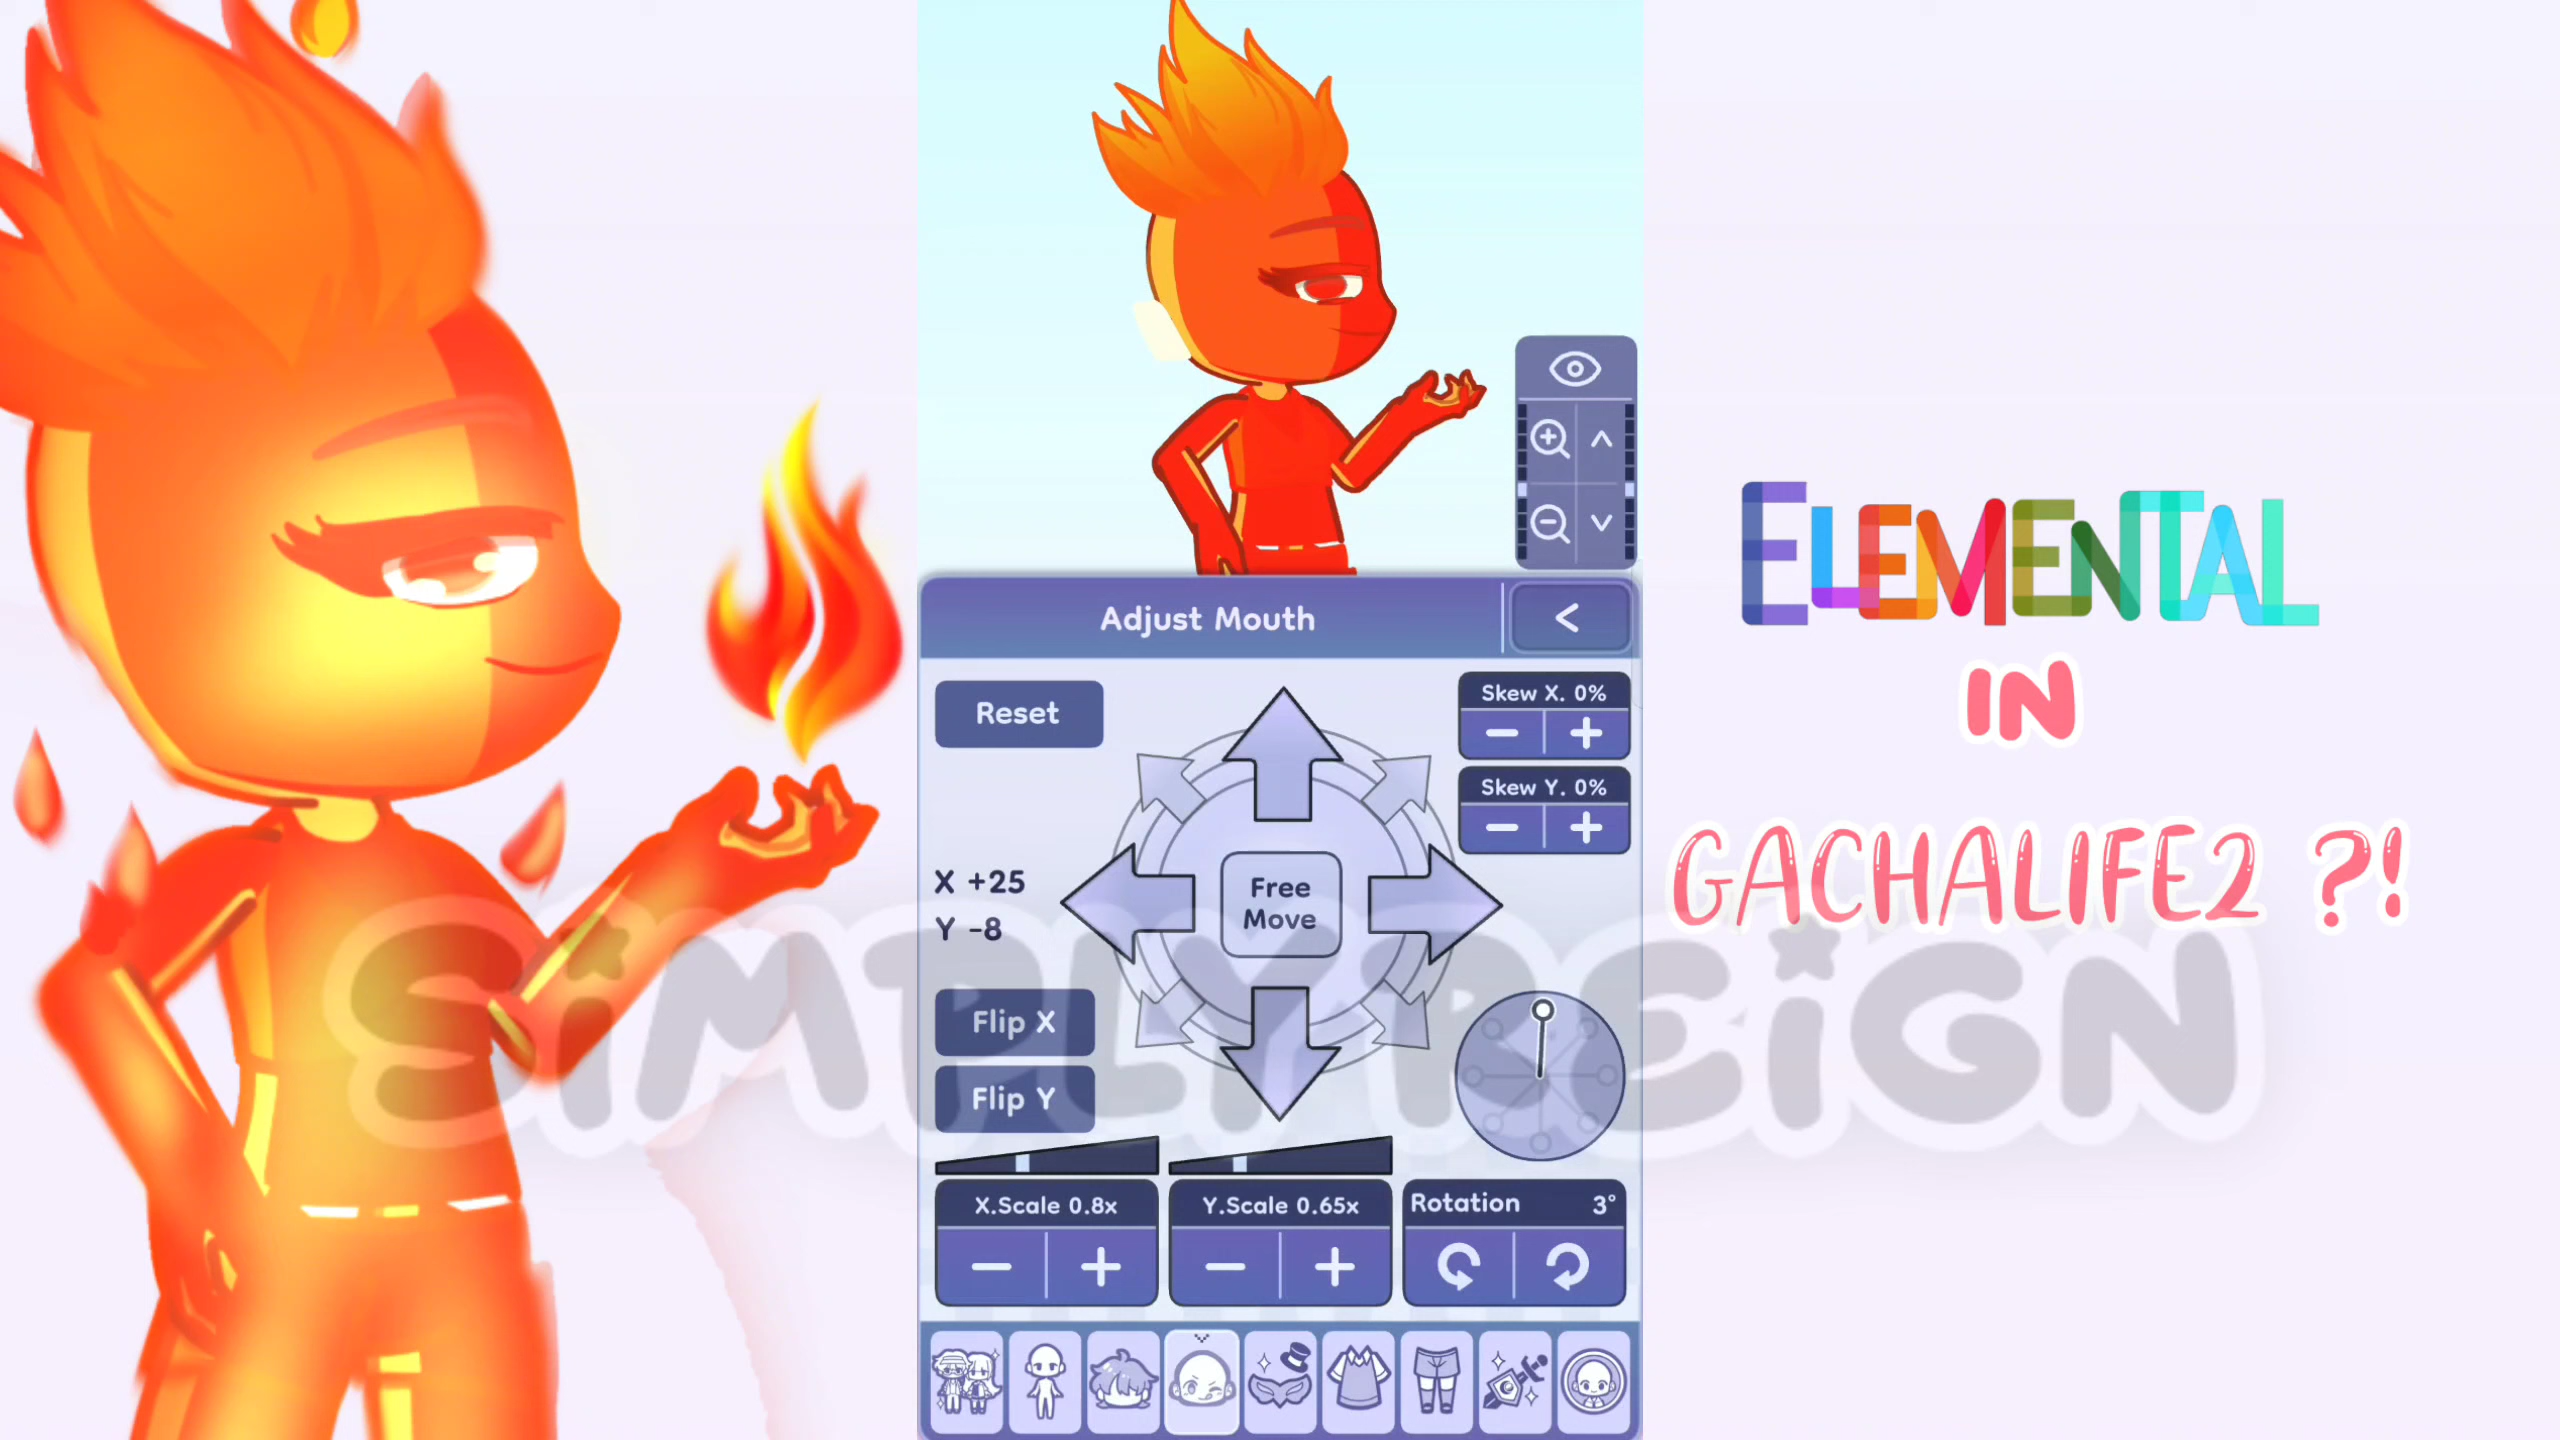 Adjust Mouth
<
Reset
Skew X. 0%
- +
Skew Y. 0%
- +
X +25
Y -8
Free
Move
Flip X
Flip Y
X.Scale 0.8x
- +
Y.Scale 0.65x
- +
Rotation 3°
ELEMENTAL
IN
GACHALIFE2 ?!
SiMPLYREiGN